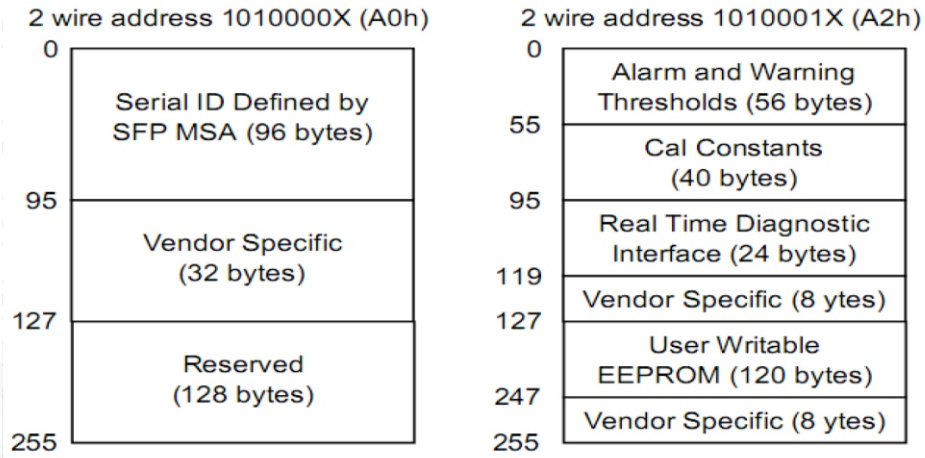 2 wire address 1010000X (A0h)
0
Serial ID Defined by
SFP MSA (96 bytes)
95
Vendor Specific
(32 bytes)
127
Reserved
(128 bytes)
255
2 wire address 1010001X (A2h)
0
Alarm and Warning
Thresholds (56 bytes)
55
Cal Constants
(40 bytes)
95
Real Time Diagnostic
Interface (24 bytes)
119
Vendor Specific (8 ytes)
127
User Writable
EEPROM (120 bytes)
247
Vendor Specific (8 ytes)
255